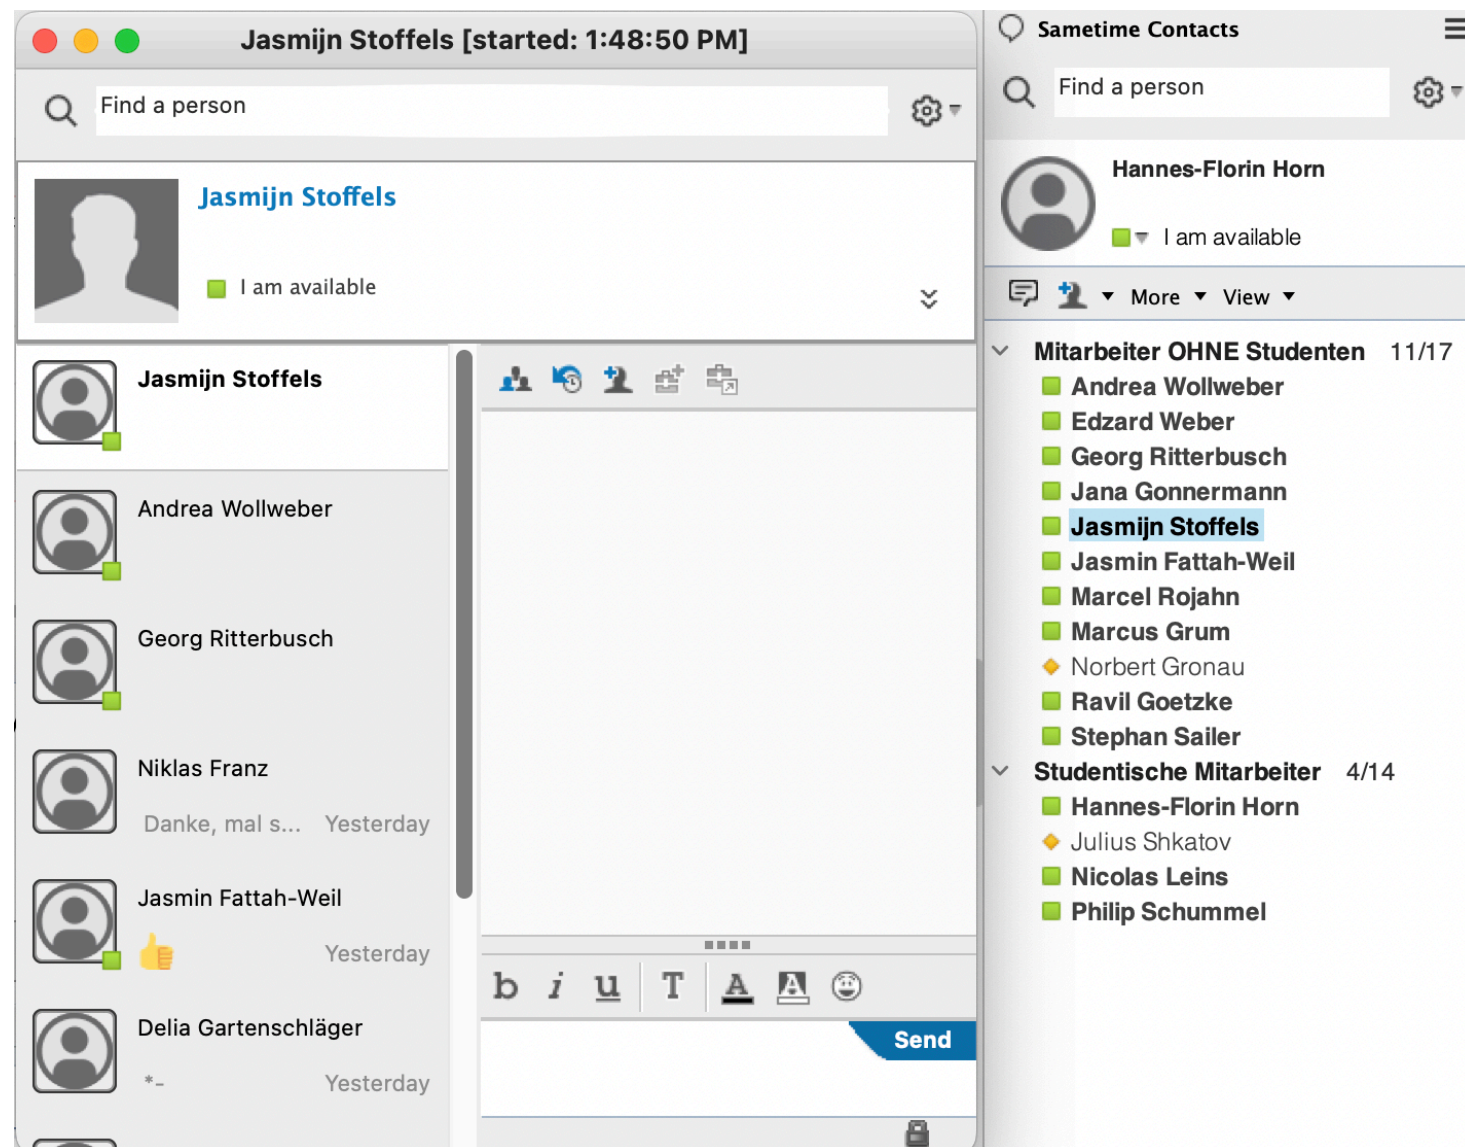 Jasmijn Stoffels [started: 1:48:50 PM]
Find a person
Jasmijn Stoffels
I am available
Jasmijn Stoffels
Andrea Wollweber
Georg Ritterbusch
Niklas Franz
Danke, mal s... Yesterday
Jasmin Fattah-Weil
Yesterday
Delia Gartenschläger
*- Yesterday
b i u T A A
Send
Sametime Contacts
Find a person
Hannes-Florin Horn
I am available
More View
Mitarbeiter OHNE Studenten 11/17
Andrea Wollweber
Edzard Weber
Georg Ritterbusch
Jana Gonnermann
Jasmijn Stoffels
Jasmin Fattah-Weil
Marcel Rojahn
Marcus Grum
Norbert Gronau
Ravil Goetzke
Stephan Sailer
Studentische Mitarbeiter 4/14
Hannes-Florin Horn
Julius Shkatov
Nicolas Leins
Philip Schummel